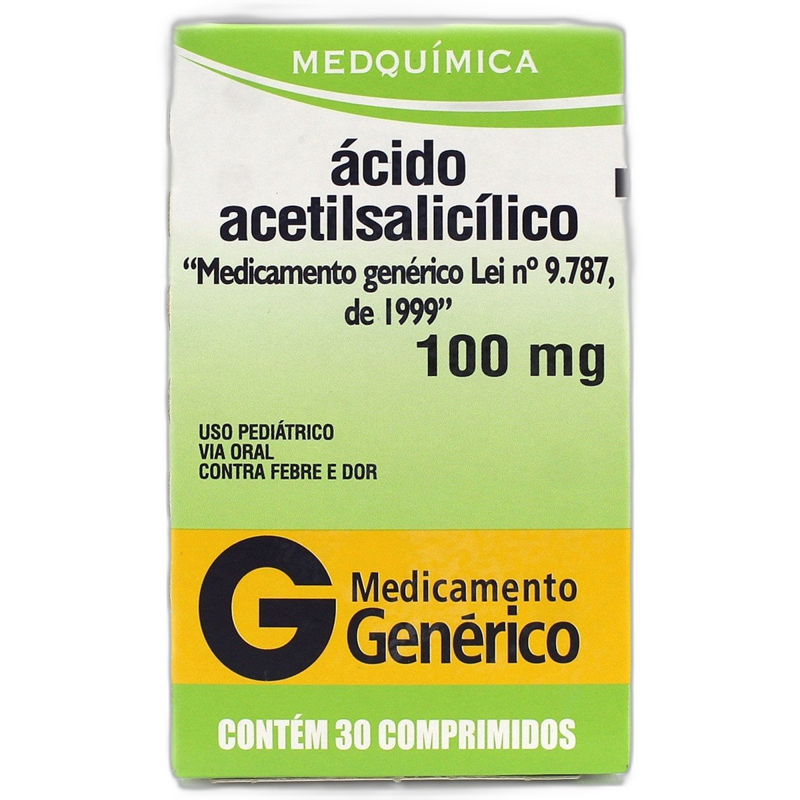 MEDQUÍMICA
ácido
acetilsalicílico
“Medicamento genérico Lei nº 9.787,
de 1999”
100 mg
USO PEDIÁTRICO
VIA ORAL
CONTRA FEBRE E DOR
G
Medicamento
Genérico
CONTÉM 30 COMPRIMIDOS